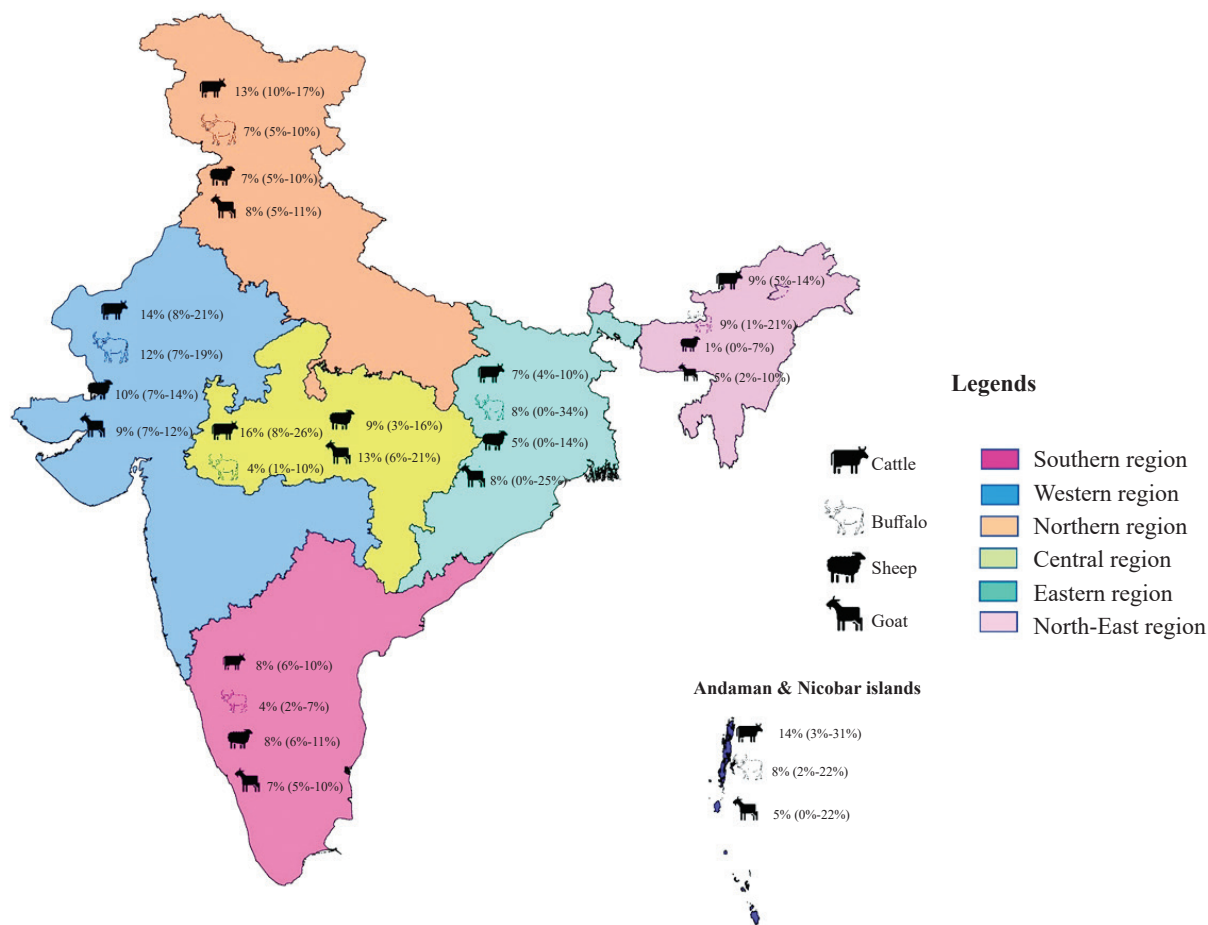 13% (10%-17%)
7% (5%-10%)
7% (5%-10%)
8% (5%-11%)
14% (8%-21%)
12% (7%-19%)
10% (7%-14%)
9% (7%-12%)
16% (8%-26%)
4% (1%-10%)
9% (3%-16%)
13% (6%-21%)
7% (4%-10%)
8% (0%-34%)
5% (0%-14%)
8% (0%-25%)
9% (5%-14%)
9% (1%-21%)
1% (0%-7%)
5% (2%-10%)
8% (6%-10%)
4% (2%-7%)
8% (6%-11%)
7% (5%-10%)
Legends
Cattle
Buffalo
Sheep
Goat
Southern region
Western region
Northern region
Central region
Eastern region
North-East region
Andaman & Nicobar islands
14% (3%-31%)
8% (2%-22%)
5% (0%-22%)